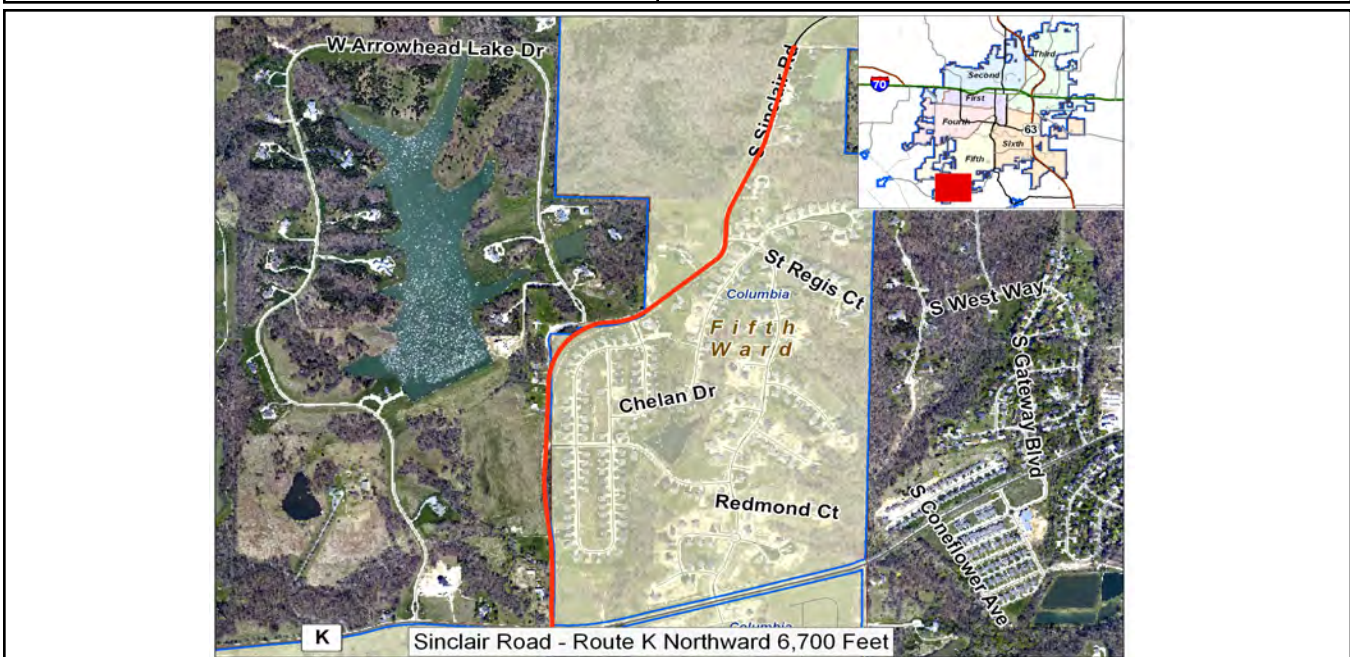 W Arrowhead Lake Dr
S Sinclair Rd
Third
Second
70
First
Fourth
63
Sixth
Fifth
St Regis Ct
Columbia
S West Way
Fifth
Ward
S Gateway Blvd
Chelan Dr
Redmond Ct
S Coneflower Ave
Columbia
K
Sinclair Road - Route K Northward 6,700 Feet